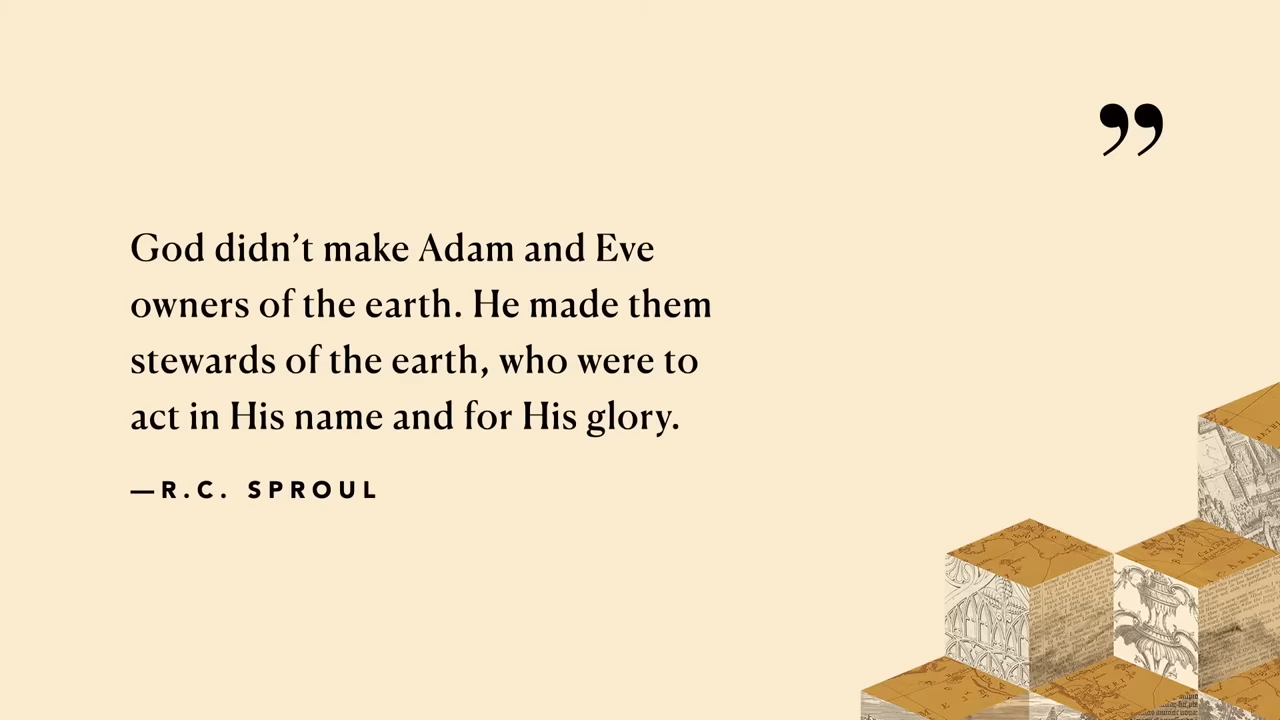 ”
God didn’t make Adam and Eve
owners of the earth. He made them
stewards of the earth, who were to
act in His name and for His glory.
—R.C. SPROUL